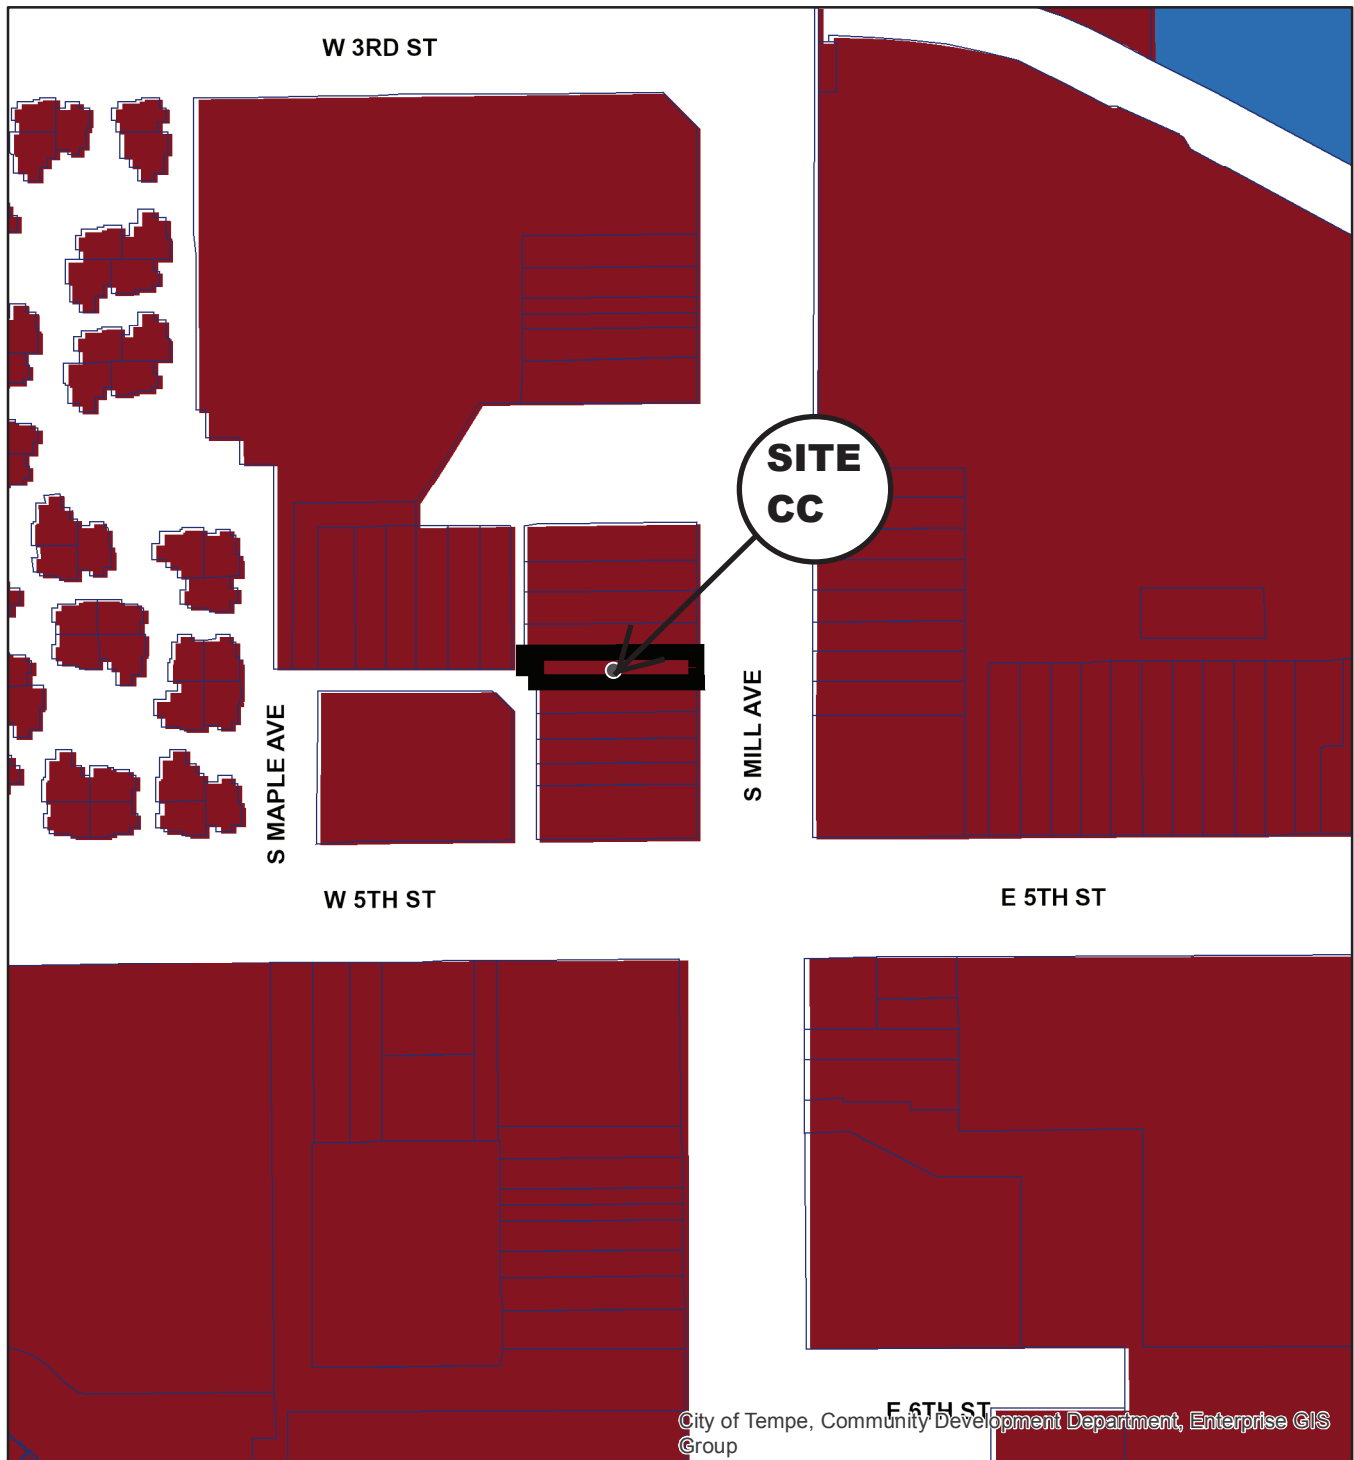 W 3RD ST
SITE
CC
S MAPLE AVE
S MILL AVE
W 5TH ST
E 5TH ST
E 6TH ST
City of Tempe, Community Development Department, Enterprise GIS
Group